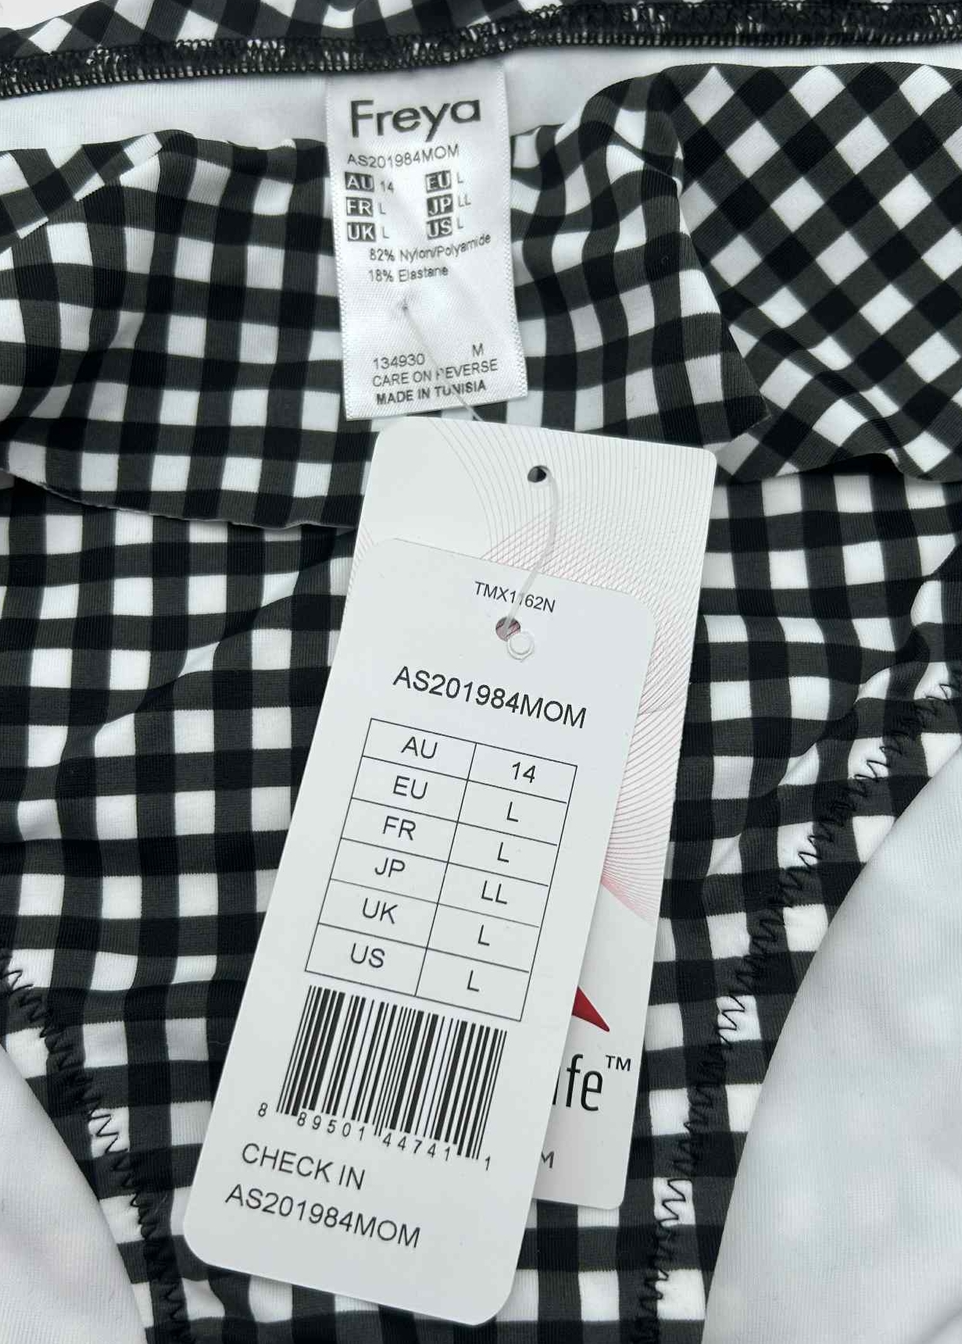 Freya
AS201984MOM
AU 14 EU L
FR L JP LL
UK L US L
82% Nylon/Polyamide
18% Elastane
134930 M
CARE ON REVERSE
MADE IN TUNISIA
TMX1162N
AS201984MOM
AU 14
EU L
FR L
JP LL
UK L
US L
8 89501 44741 1
CHECK IN
AS201984MOM
ife™
M